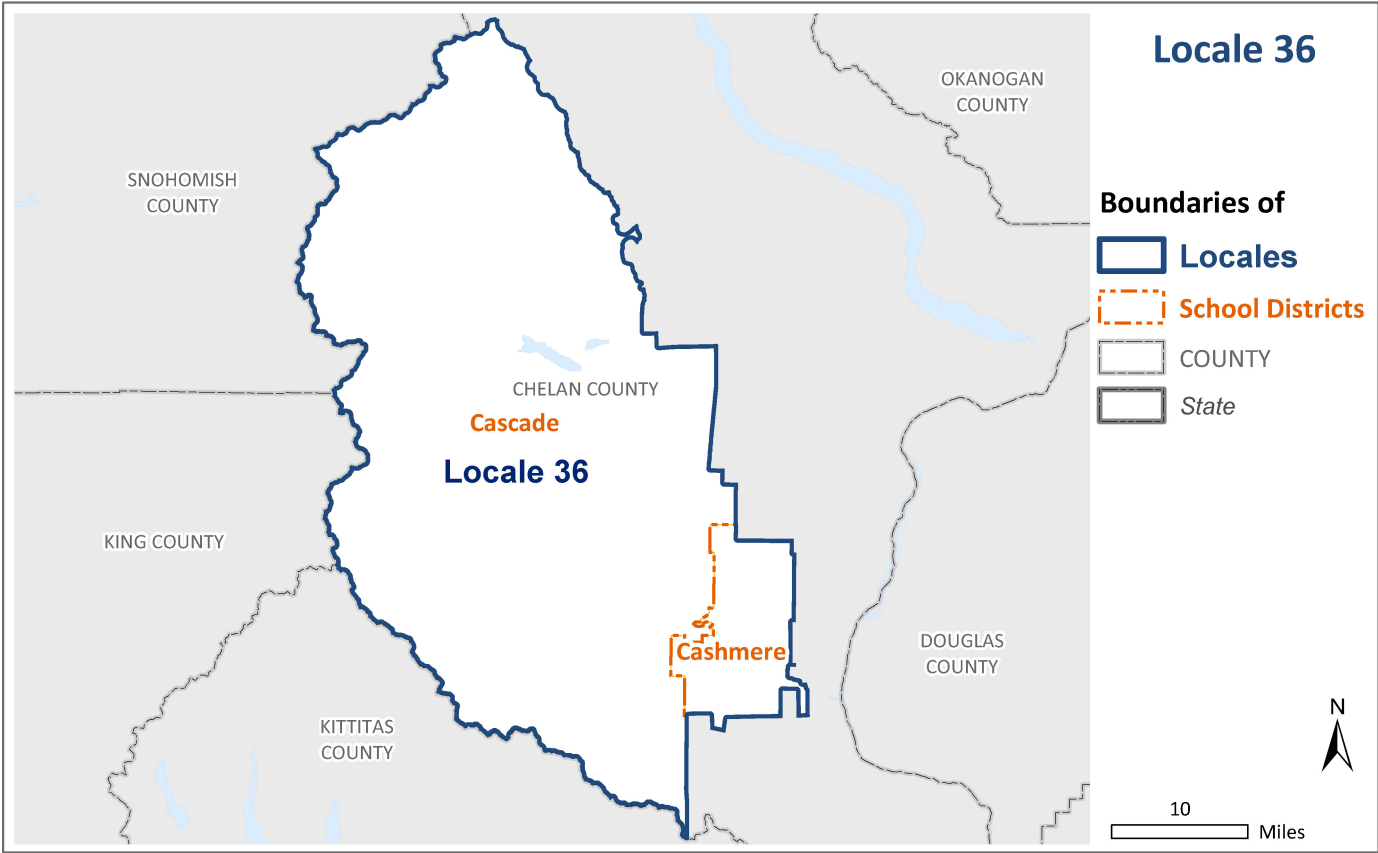 Locale 36
OKANOGAN
COUNTY
SNOHOMISH
COUNTY
Boundaries of
Locales
School Districts
COUNTY
State
CHELAN COUNTY
Cascade
Locale 36
KING COUNTY
Cashmere
DOUGLAS
COUNTY
KITTITAS
COUNTY
N
10
Miles